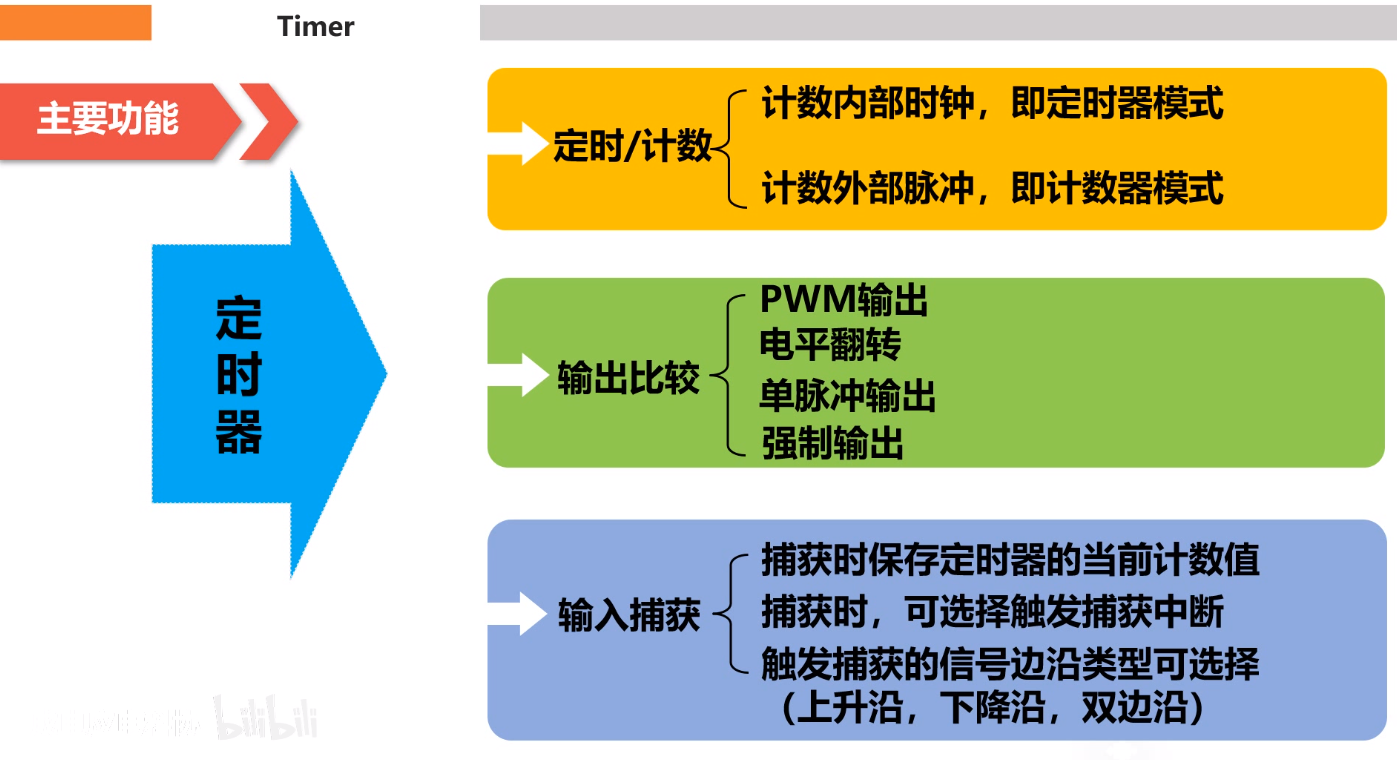 Timer
主要功能
定时器
定时/计数
计数内部时钟，即定时器模式
计数外部脉冲，即计数器模式
输出比较
PWM输出
电平翻转
单脉冲输出
强制输出
输入捕获
捕获时保存定时器的当前计数值
捕获时，可选择触发捕获中断
触发捕获的信号边沿类型可选择
（上升沿，下降沿，双边沿）
bilibili